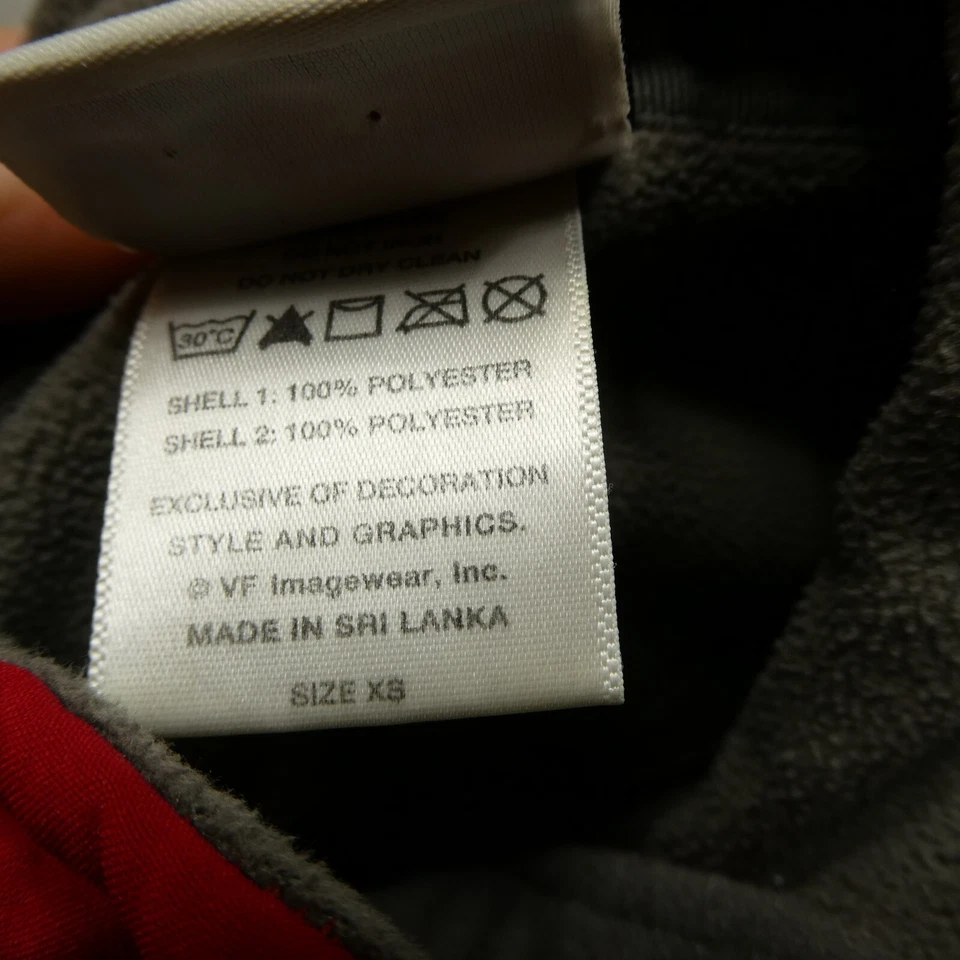 DO NOT DRY CLEAN
30°C
SHELL 1: 100% POLYESTER
SHELL 2: 100% POLYESTER
EXCLUSIVE OF DECORATION
STYLE AND GRAPHICS.
© VF Imagewear, Inc.
MADE IN SRI LANKA
SIZE XS